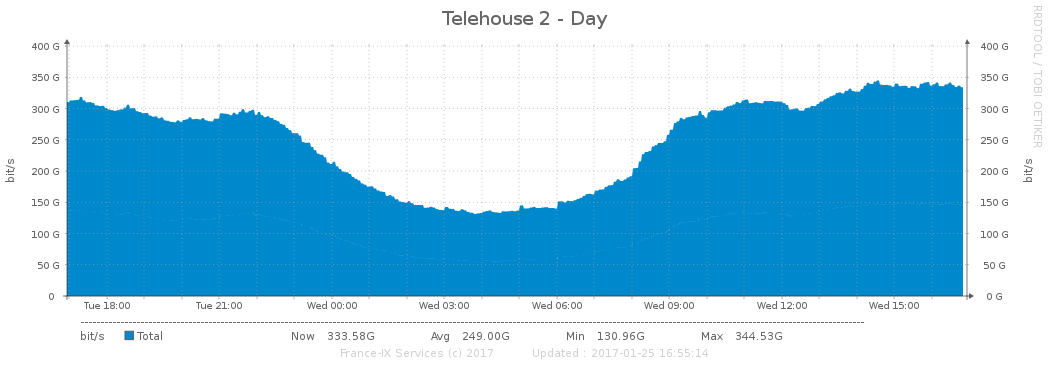 Telehouse 2 - Day
RRDTOOL / TOBI OETIKER
bit/s
bit/s
400 G 400 G
350 G 350 G
300 G 300 G
250 G 250 G
200 G 200 G
150 G 150 G
100 G 100 G
50 G 50 G
0 0 G
Tue 18:00 Tue 21:00 Wed 00:00 Wed 03:00 Wed 06:00 Wed 09:00 Wed 12:00 Wed 15:00
bit/s Total Now 333.58G Avg 249.00G Min 130.96G Max 344.53G
France-IX Services (c) 2017 Updated : 2017-01-25 16:55:14